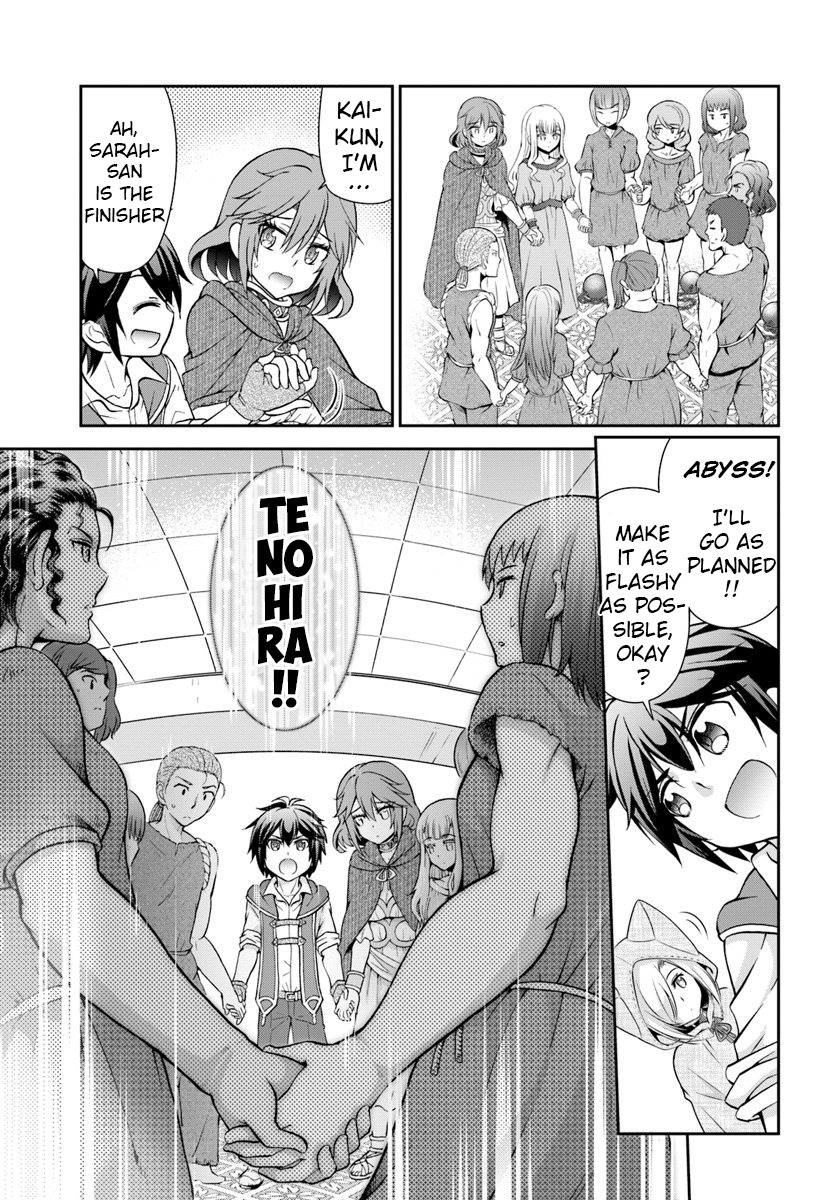 KAI-
KUN,
I'M
...
AH,
SARAH-
SAN
IS THE
FINISHER
ABYSS!
I'LL
GO AS
PLANNED
!!
MAKE
IT AS
FLASHY
AS POS-
SIBLE,
OKAY
?
TE
NO
HI
RA!!